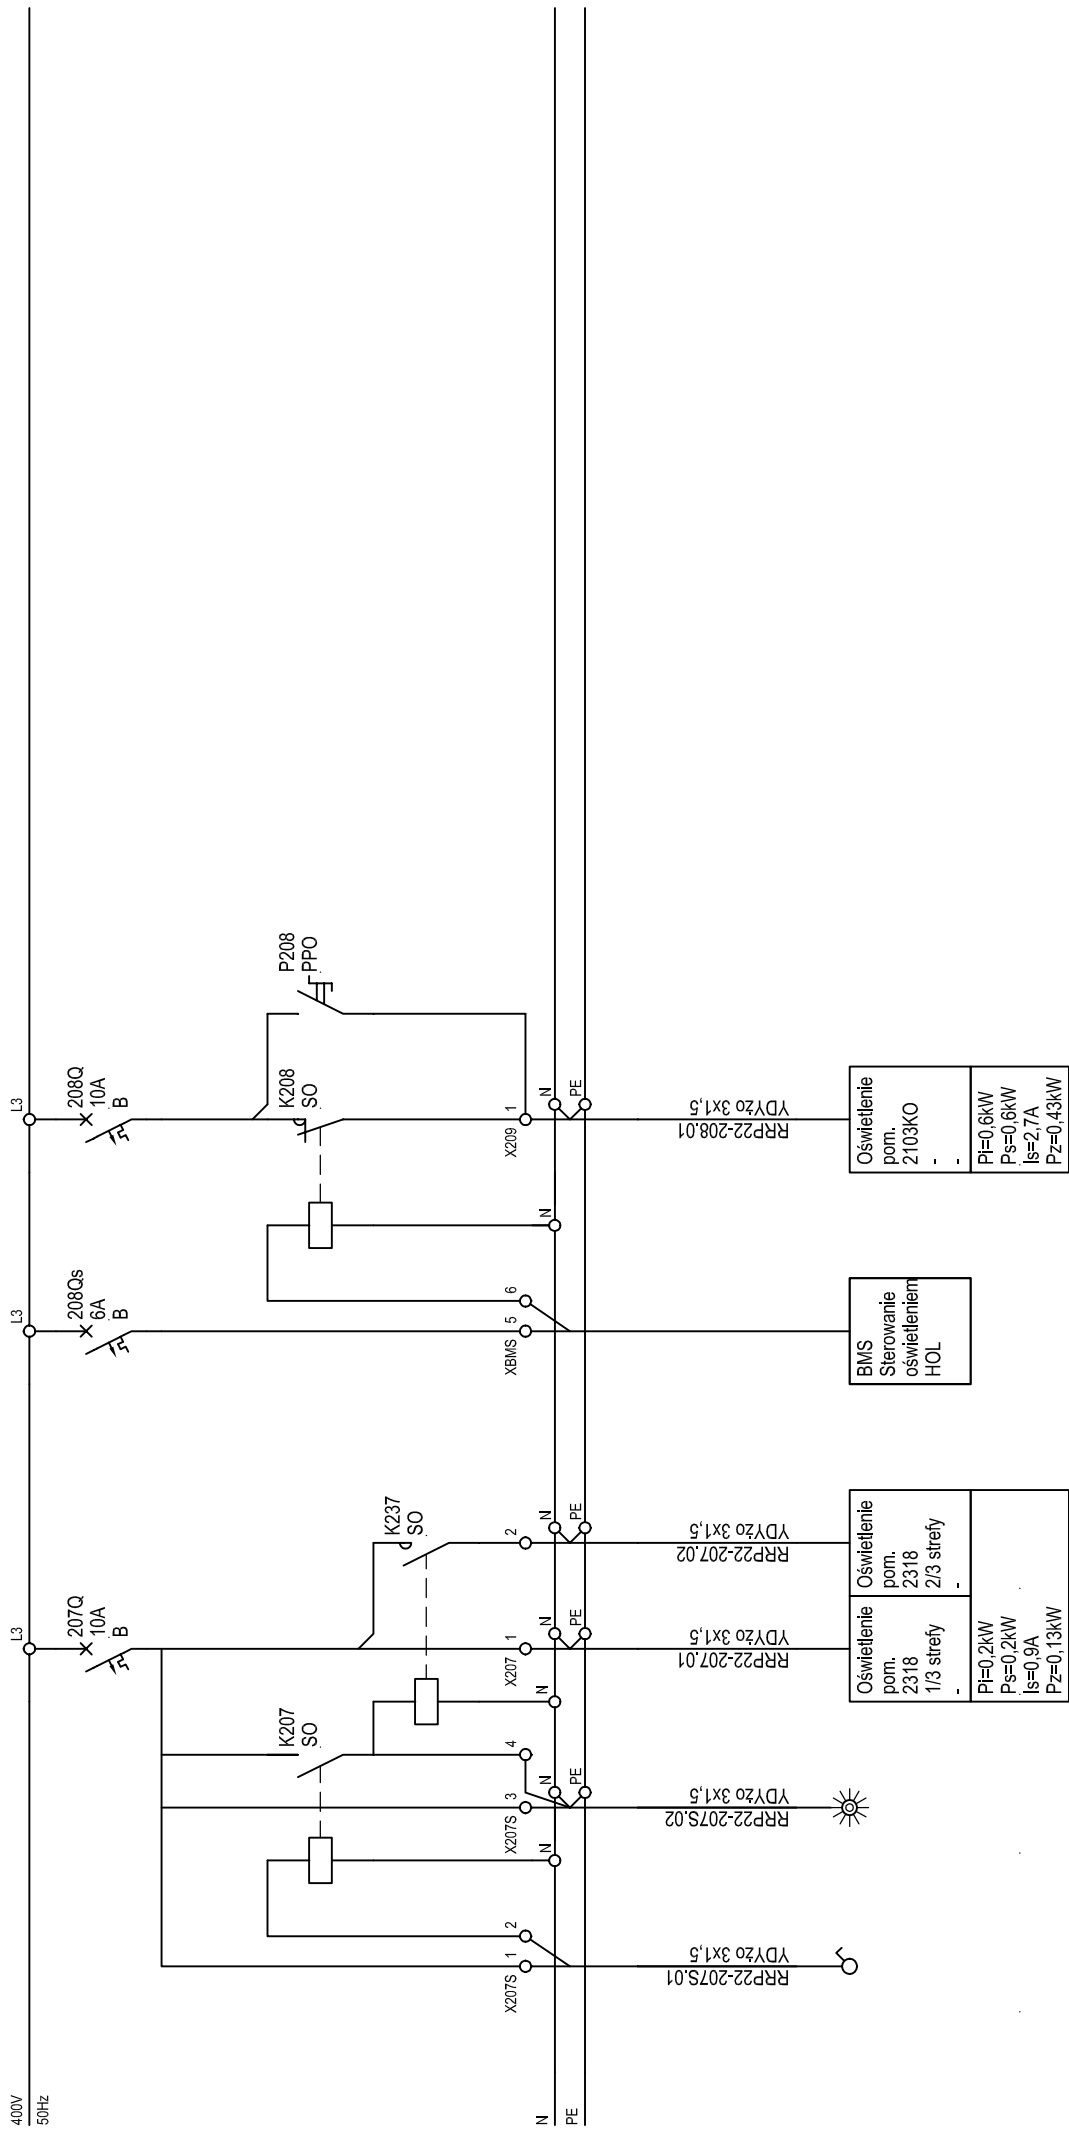 400V
50Hz
L3
207Q
10A
B
L3
208Qs
6A
B
L3
208Q
10A
B
K207
SO
K237
SO
K208
SO
P208
PPO
X207S
1
2
N
X207S
3
4
N
PE
N
X207
1
N
PE
2
N
PE
XBMS
5
6
N
X209
1
N
PE
N
PE
RRP22-207S.01
YDYżo 3x1,5
RRP22-207S.02
YDYżo 3x1,5
RRP22-207.01
YDYżo 3x1,5
RRP22-207.02
YDYżo 3x1,5
RRP22-208.01
YDYżo 3x1,5
Oświetlenie
pom.
2318
1/3 strefy
-
Oświetlenie
pom.
2318
2/3 strefy
-
Pi=0,2kW
Ps=0,2kW
Is=0,9A
Pz=0,13kW
BMS
Sterowanie
oświetleniem
HOL
Oświetlenie
pom.
2103KO
-
-
Pi=0,6kW
Ps=0,6kW
Is=2,7A
Pz=0,43kW